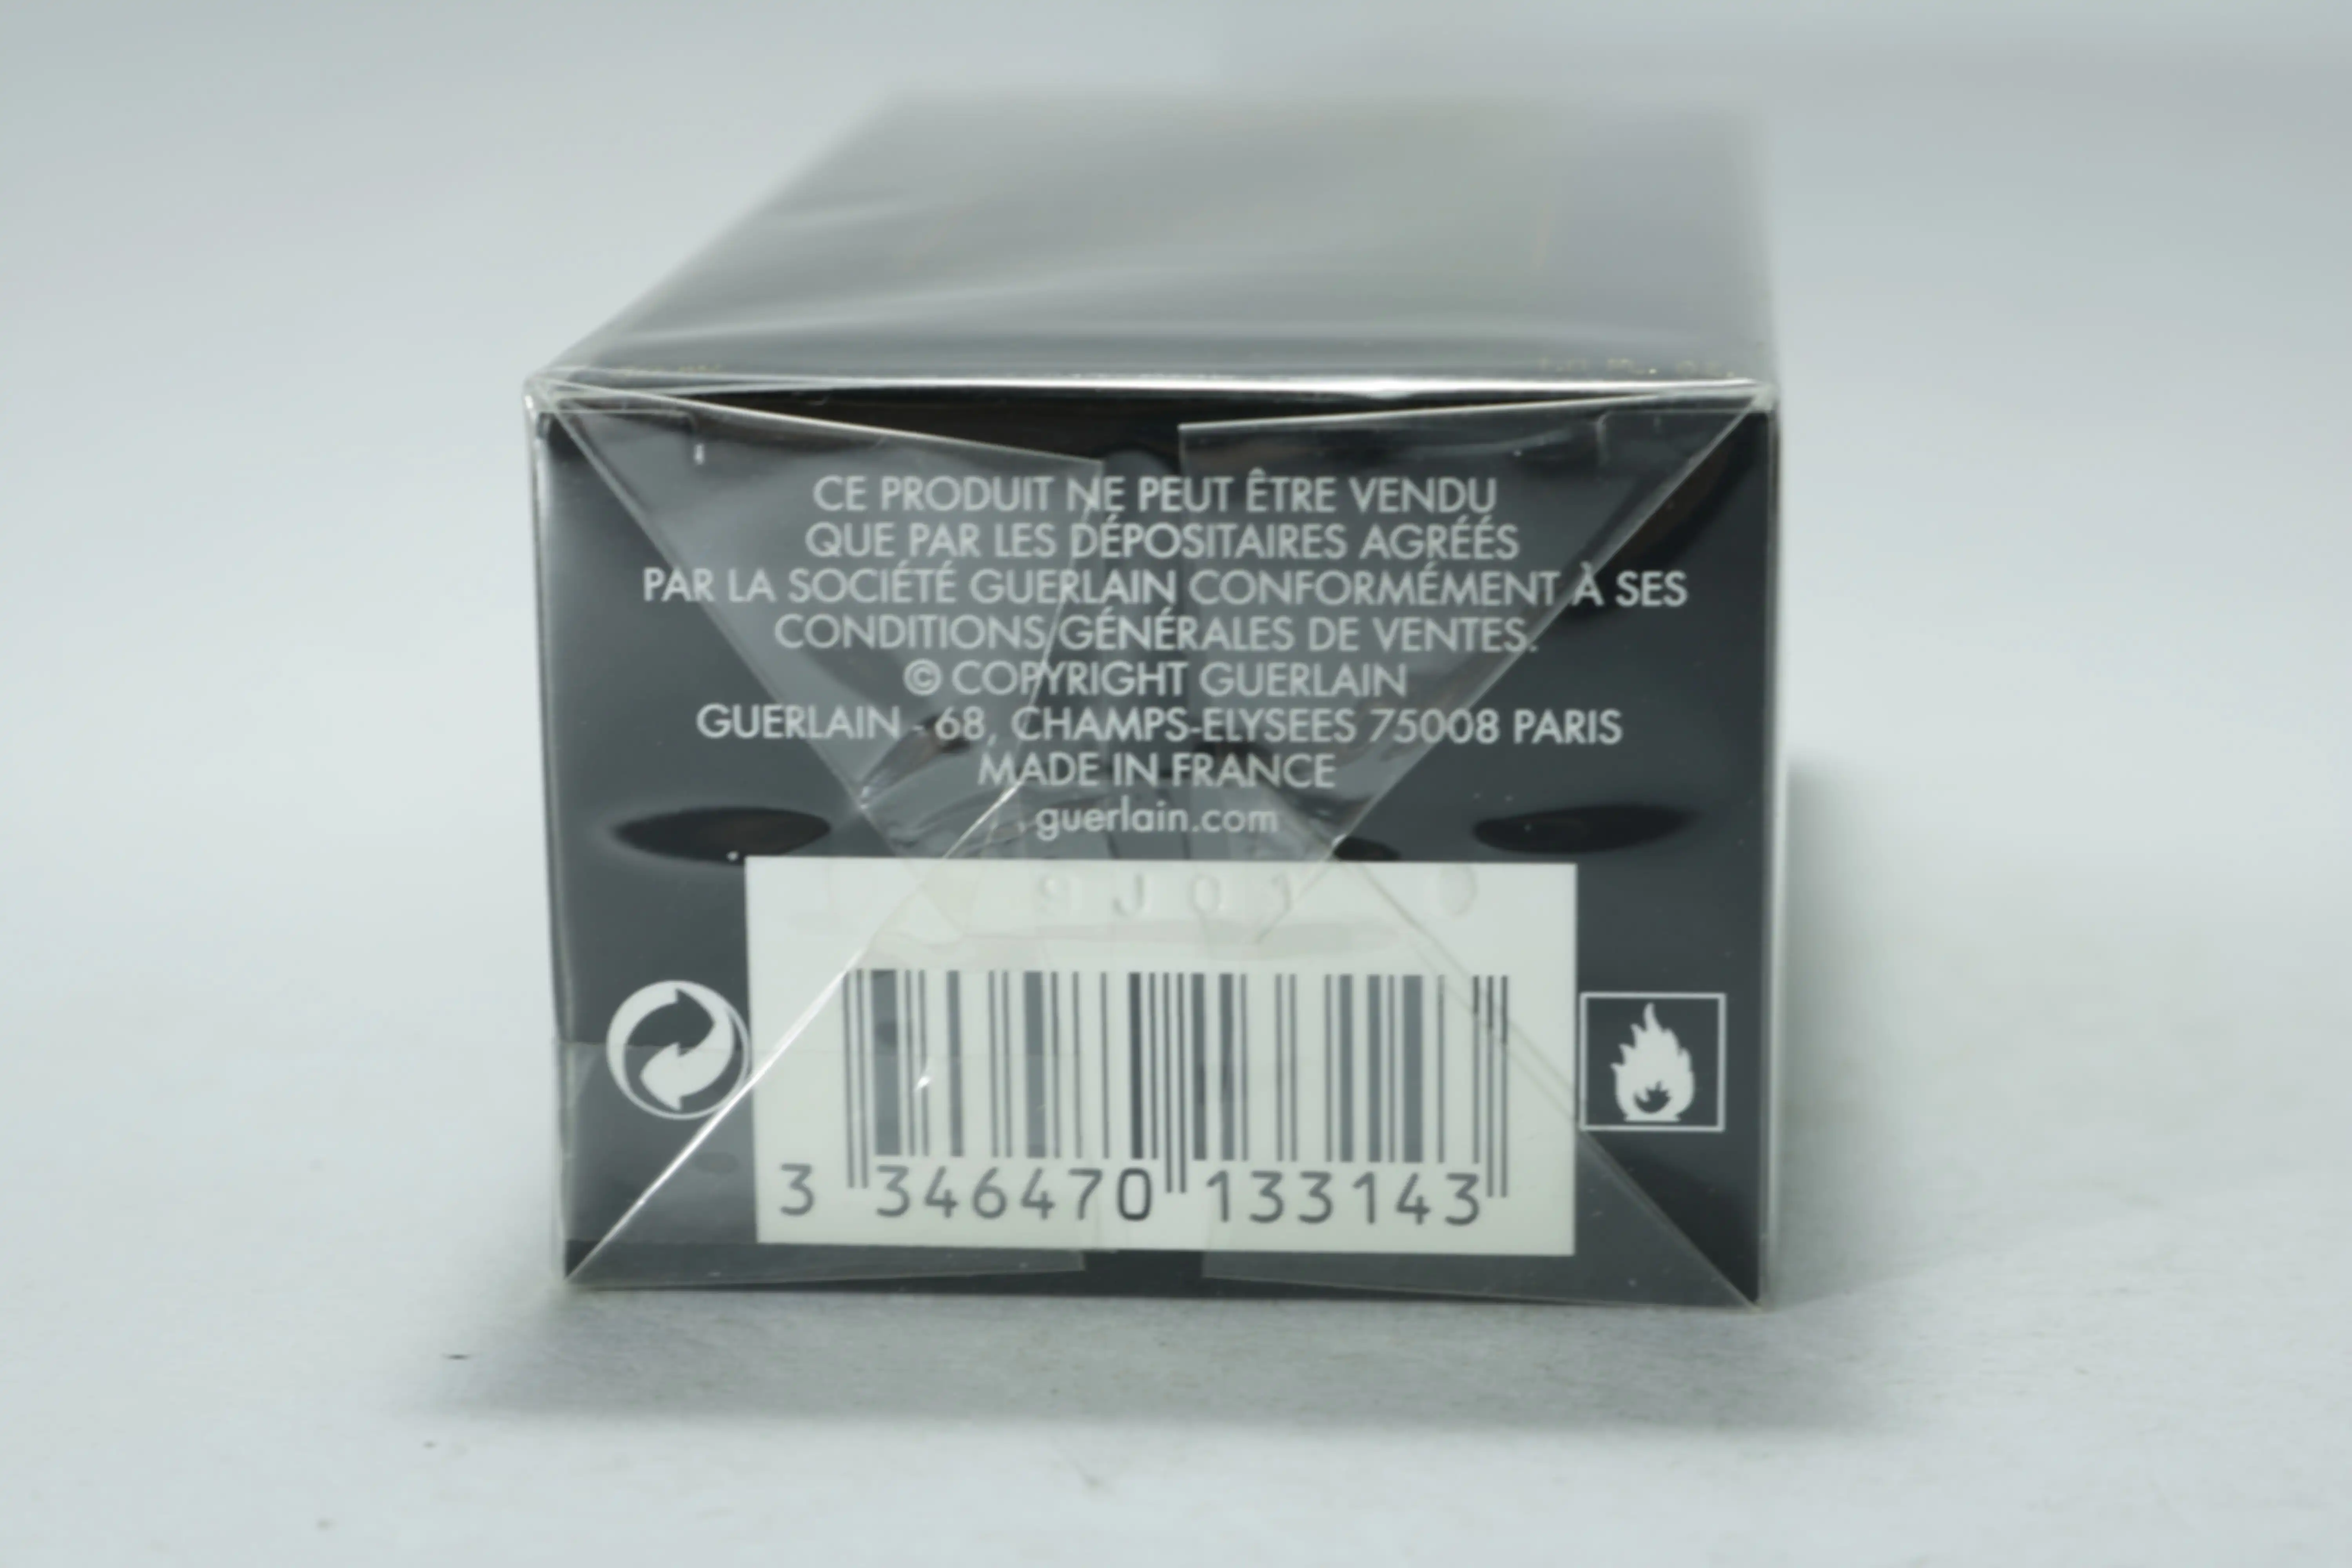 CE PRODUIT NE PEUT ÊTRE VENDU
QUE PAR LES DÉPOSITAIRES AGRÉÉS
PAR LA SOCIÉTÉ GUERLAIN CONFORMÉMENT À SES
CONDITIONS GÉNÉRALES DE VENTES.
© COPYRIGHT GUERLAIN
GUERLAIN - 68, CHAMPS-ELYSEES 75008 PARIS
MADE IN FRANCE
guerlain.com
9J01
3 346470 133143